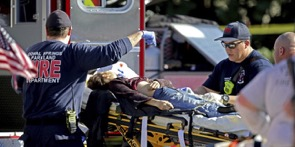 CORAL SPRINGS
PARKLAND
FIRE
DEPARTMENT